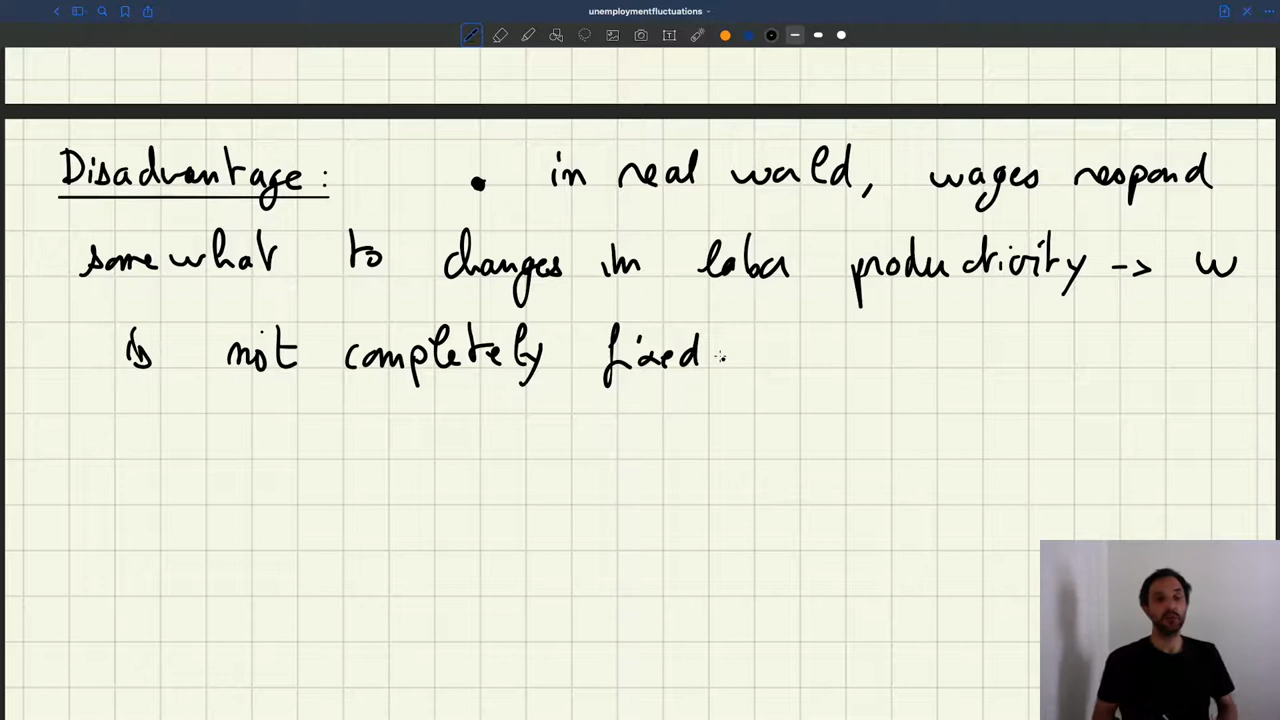 unemploymentfluctuations
Disadvantage: • in real world, wages respond
somewhat to changes in labor productivity -> w
is not completely fixed.